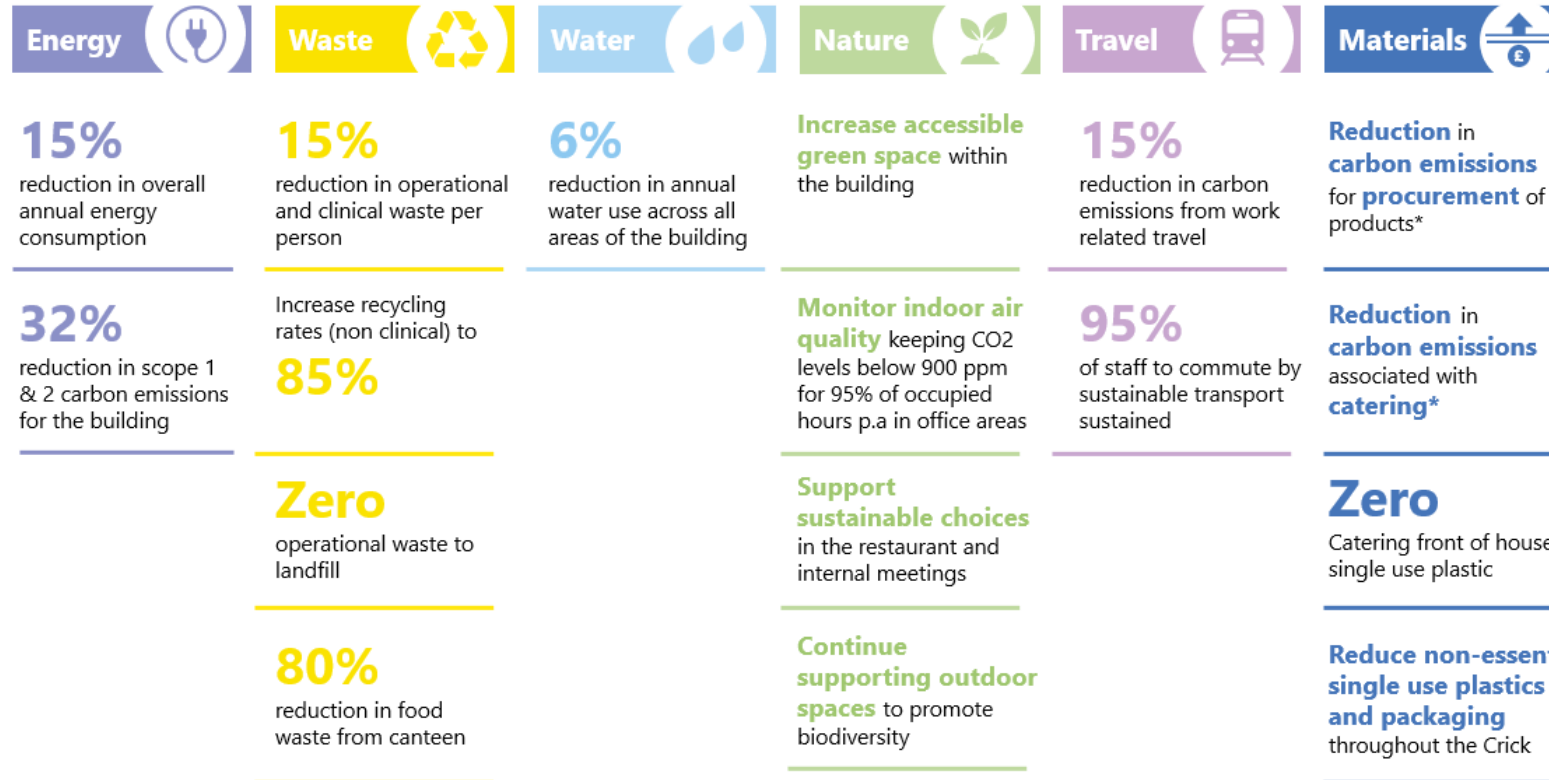 Energy
Waste
Water
Nature
Travel
Materials
£
15%
reduction in overall
annual energy
consumption
32%
reduction in scope 1
& 2 carbon emissions
for the building
15%
reduction in operational
and clinical waste per
person
Increase recycling
rates (non clinical) to
85%
Zero
operational waste to
landfill
80%
reduction in food
waste from canteen
6%
reduction in annual
water use across all
areas of the building
Increase accessible
green space within
the building
Monitor indoor air
quality keeping CO2
levels below 900 ppm
for 95% of occupied
hours p.a in office areas
Support
sustainable choices
in the restaurant and
internal meetings
Continue
supporting outdoor
spaces to promote
biodiversity
15%
reduction in carbon
emissions from work
related travel
95%
of staff to commute by
sustainable transport
sustained
Reduction in
carbon emissions
for procurement of
products*
Reduction in
carbon emissions
associated with
catering*
Zero
Catering front of house
single use plastic
Reduce
single use plastics
and packaging
throughout the Crick